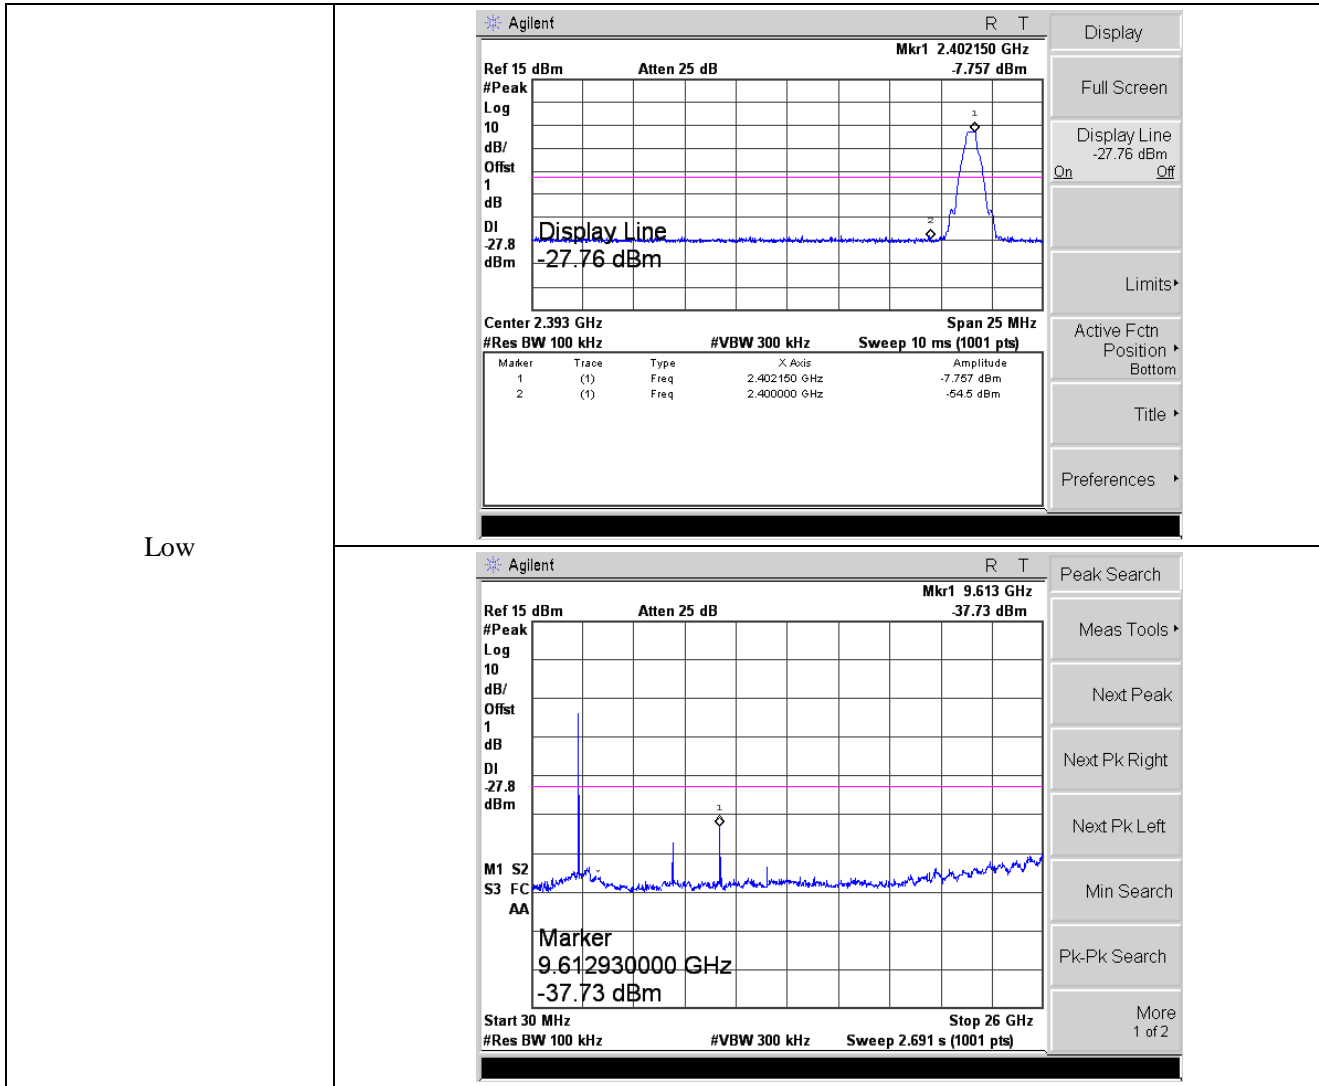 Low
Agilent R T
Mkr1 2.402150 GHz
Ref 15 dBm Atten 25 dB -7.757 dBm
#Peak
Log
10
dB/
Offst
1
dB
DI
-27.8
dBm
1
2
Display Line
-27.76 dBm
Center 2.393 GHz Span 25 MHz
#Res BW 100 kHz #VBW 300 kHz Sweep 10 ms (1001 pts)
Marker Trace Type X Axis Amplitude
1 (1) Freq 2.402150 GHz -7.757 dBm
2 (1) Freq 2.400000 GHz -54.5 dBm
Display
Full Screen
Display Line
-27.76 dBm
On Off
Limits
Active Fctn
Position
Bottom
Title
Preferences
Agilent R T
Mkr1 9.613 GHz
Ref 15 dBm Atten 25 dB -37.73 dBm
#Peak
Log
10
dB/
Offst
1
dB
DI
-27.8
dBm
1
M1 S2
S3 FC
AA
Marker
9.612930000 GHz
-37.73 dBm
Start 30 MHz Stop 26 GHz
#Res BW 100 kHz #VBW 300 kHz Sweep 2.691 s (1001 pts)
Peak Search
Meas Tools
Next Peak
Next Pk Right
Next Pk Left
Min Search
Pk-Pk Search
More
1 of 2